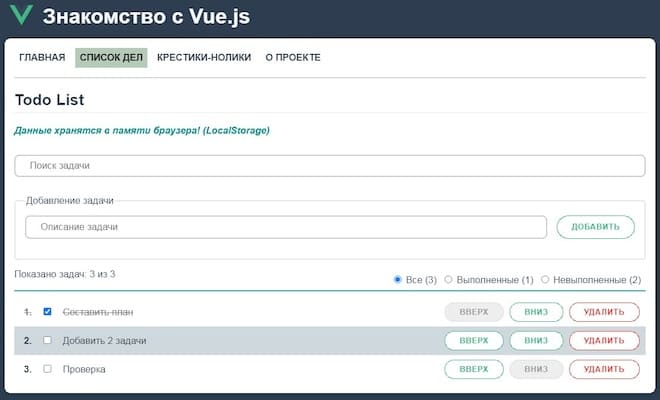 Знакомство с Vue.js
ГЛАВНАЯ СПИСОК ДЕЛ КРЕСТИКИ-НОЛИКИ О ПРОЕКТЕ
Todo List
Данные хранятся в памяти браузера! (LocalStorage)
Поиск задачи
Добавление задачи
Описание задачи ДОБАВИТЬ
Показано задач: 3 из 3
Все (3) Выполненные (1) Невыполненные (2)
1. Составить план ВВЕРХ ВНИЗ УДАЛИТЬ
2. Добавить 2 задачи ВВЕРХ ВНИЗ УДАЛИТЬ
3. Проверка ВВЕРХ ВНИЗ УДАЛИТЬ